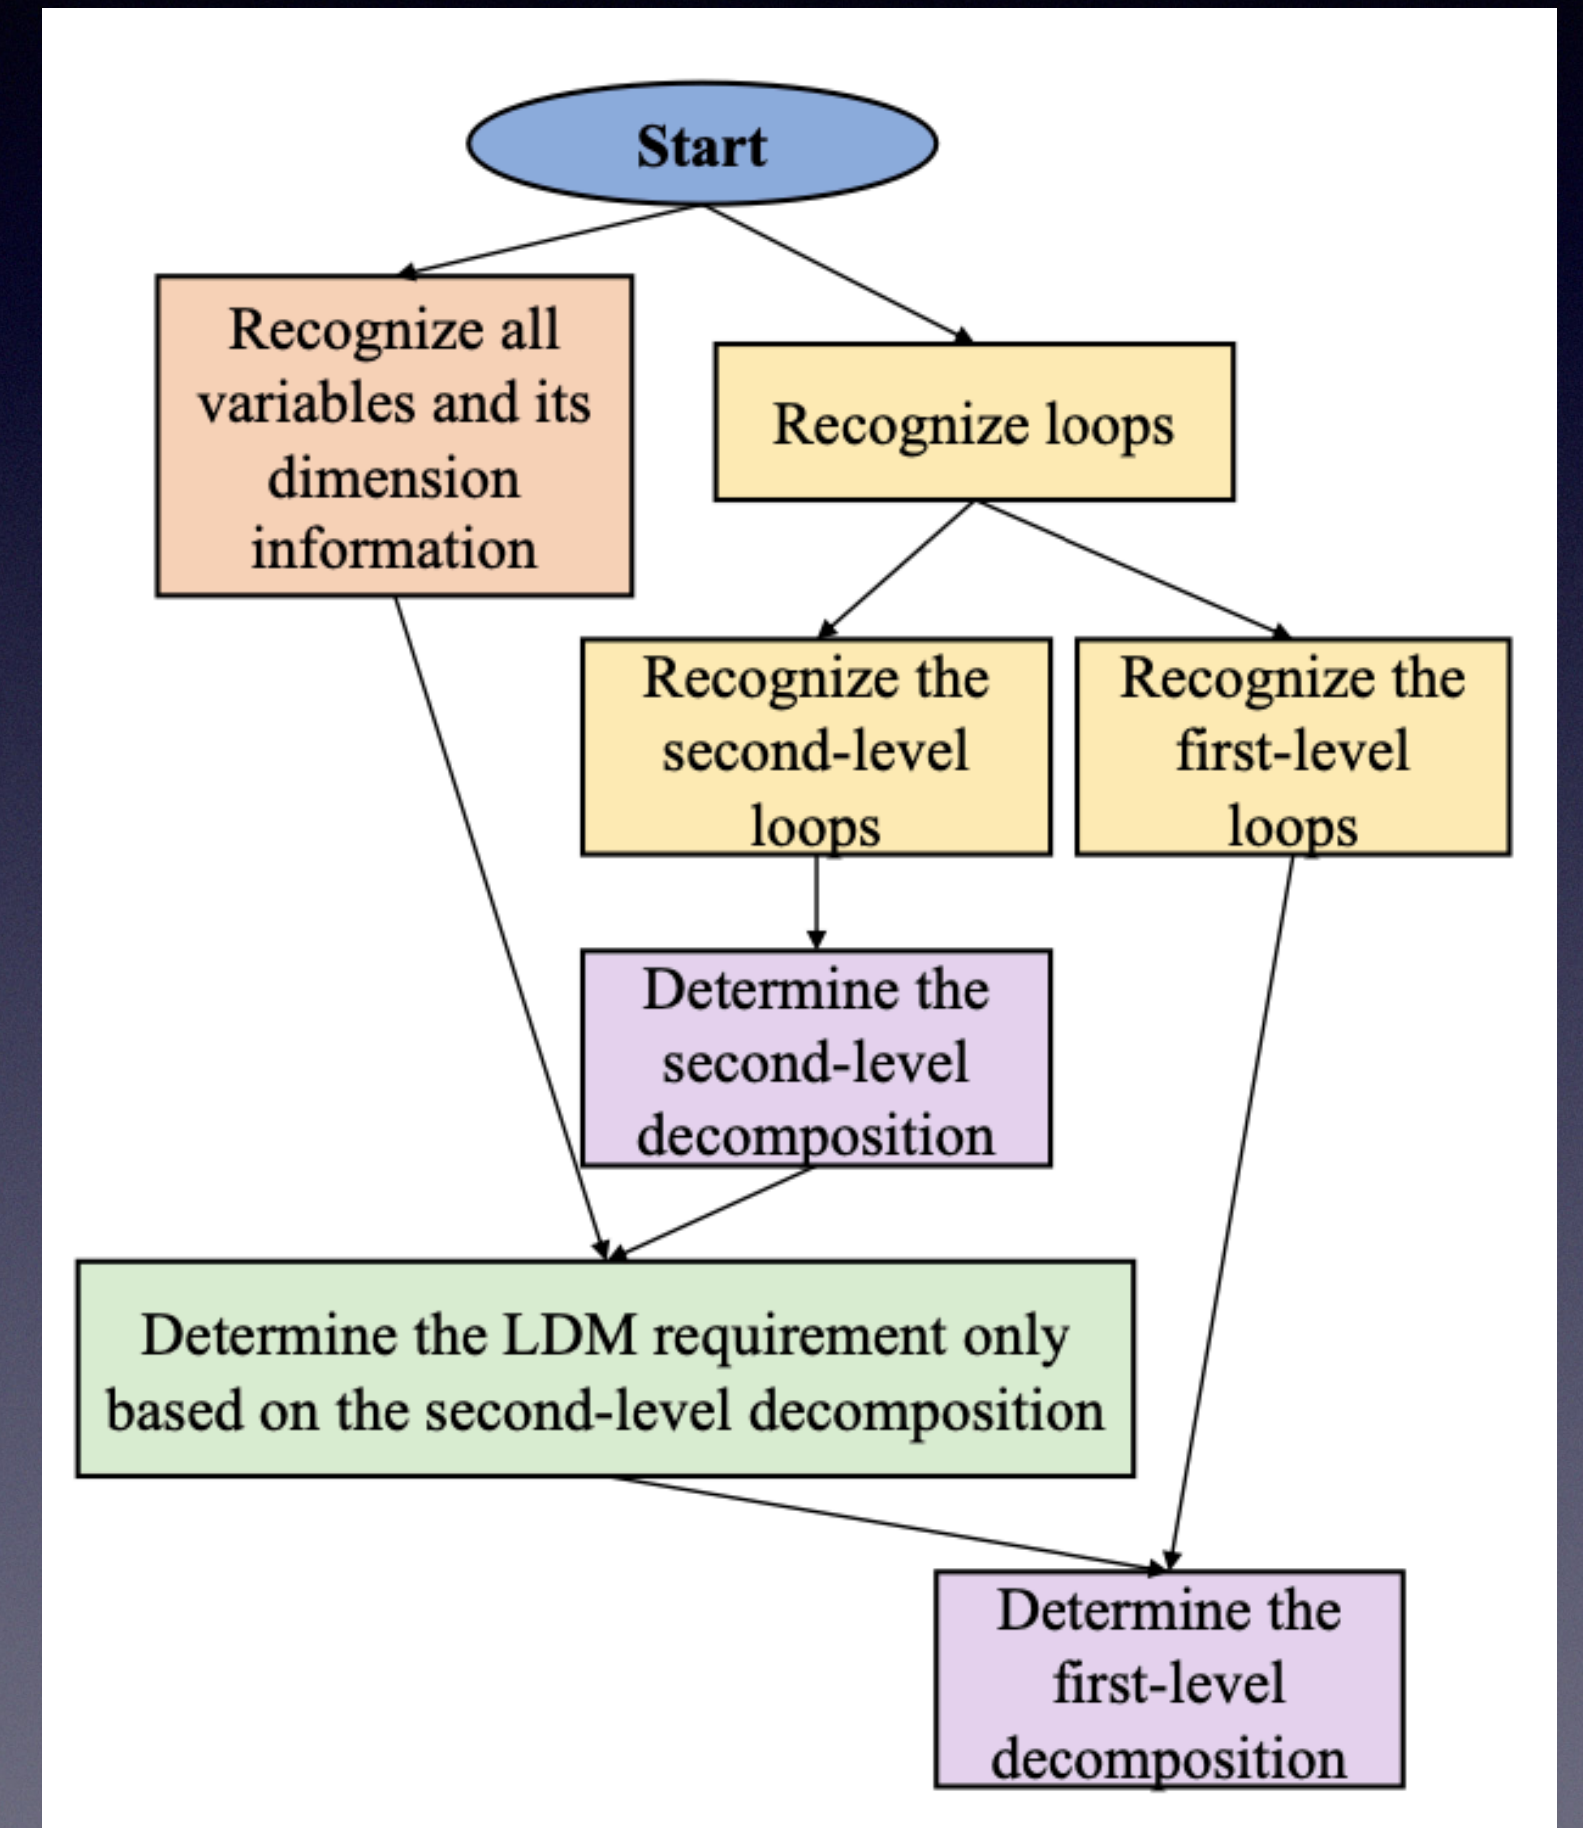 Start
Recognize all
variables and its
dimension
information
Recognize loops
Recognize the
second-level
loops
Recognize the
first-level
loops
Determine the
second-level
decomposition
Determine the LDM requirement only
based on the second-level decomposition
Determine the
first-level
decomposition